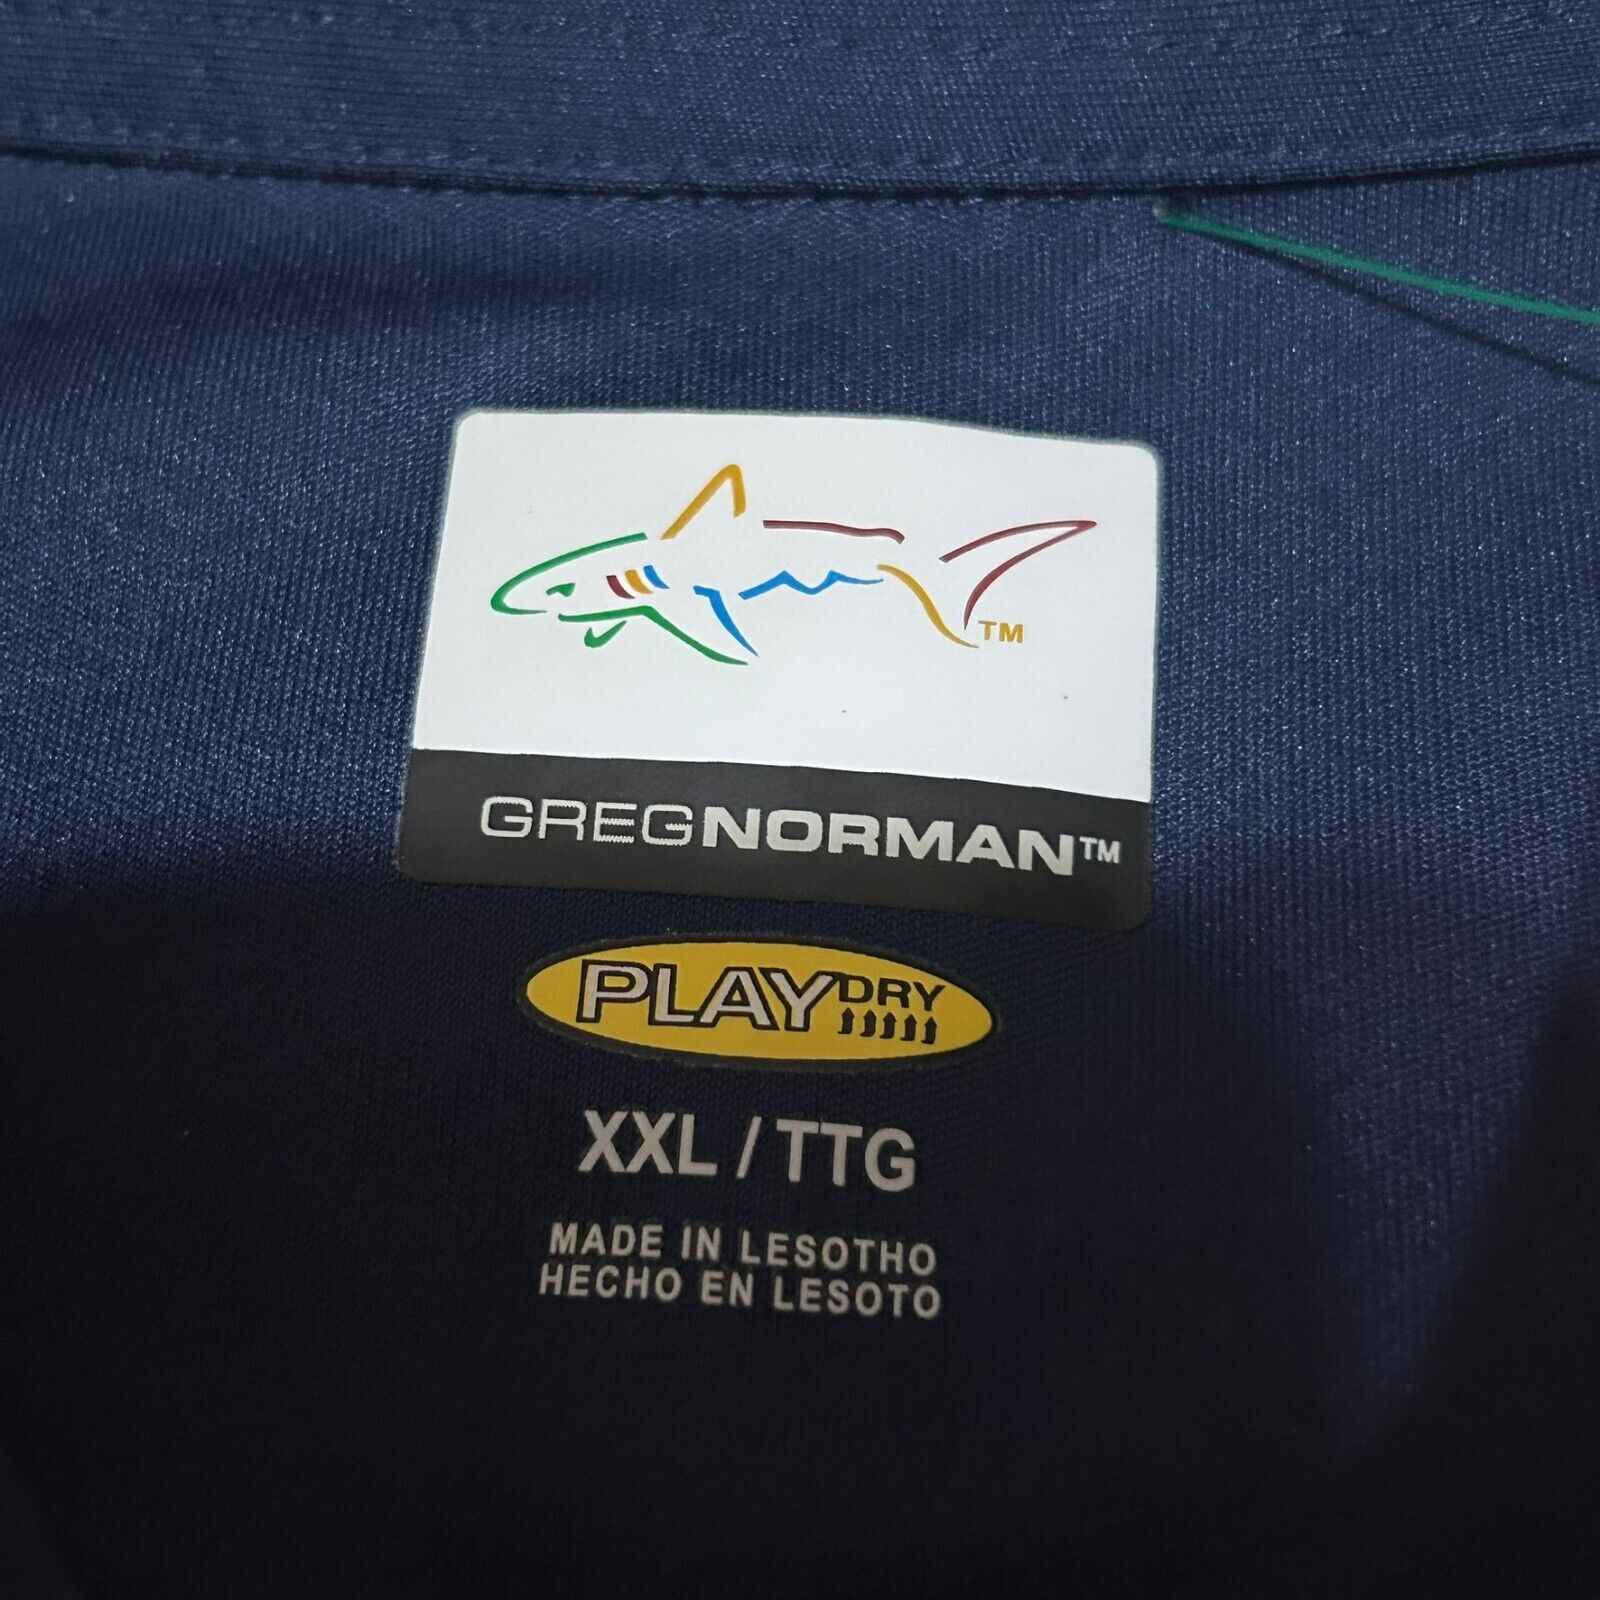 TM
GREGNORMAN™
PLAYDRY
XXL / TTG
MADE IN LESOTHO
HECHO EN LESOTO